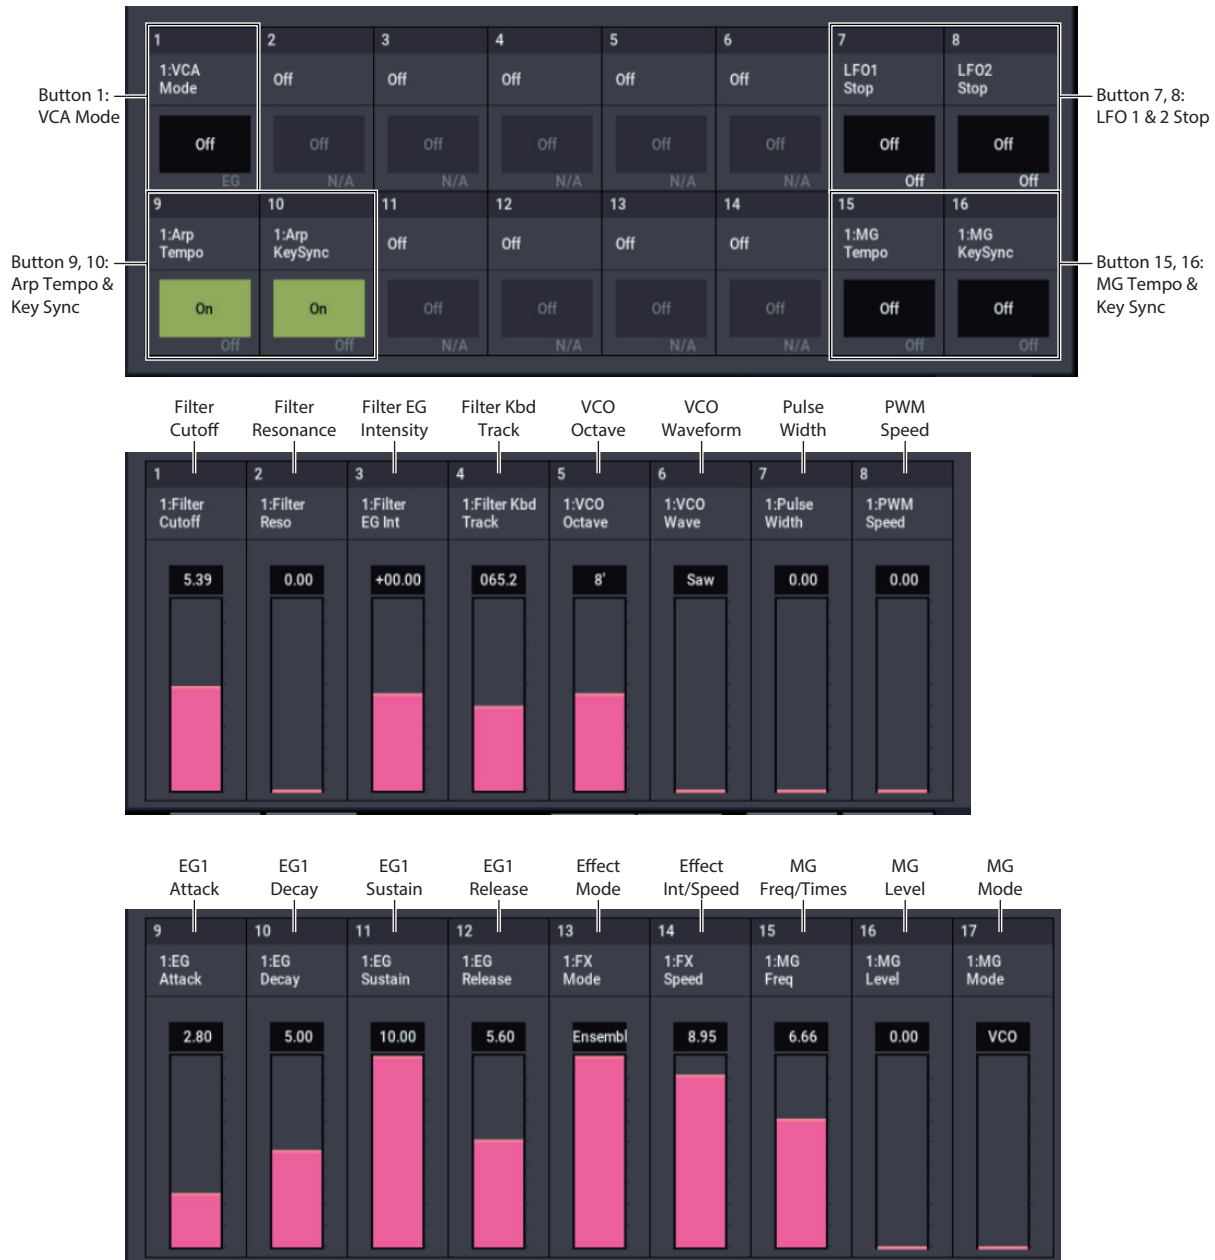 1 2 3 4 5 6 7 8
1:VCA
Mode
Off
Off
Off
Off
Off
LFO1
Stop
LFO2
Stop
Button 1:
VCA Mode
Button 7, 8:
LFO 1 & 2 Stop
Off Off Off Off Off Off Off Off
EG N/A N/A N/A N/A N/A Off Off
9 10 11 12 13 14 15 16
1:Arp
Tempo
1:Arp
KeySync
Off
Off
Off
Off
1:MG
Tempo
1:MG
KeySync
Button 9, 10:
Arp Tempo &
Key Sync
Button 15, 16:
MG Tempo &
Key Sync
On On Off Off Off Off Off Off
Off Off N/A N/A N/A N/A Off Off
Filter
Cutoff
Filter
Resonance
Filter EG
Intensity
Filter Kbd
Track
VCO
Octave
VCO
Waveform
Pulse
Width
PWM
Speed
1 2 3 4 5 6 7 8
1:Filter
Cutoff
1:Filter
Reso
1:Filter
EG Int
1:Filter Kbd
Track
1:VCO
Octave
1:VCO
Wave
1:Pulse
Width
1:PWM
Speed
5.39 0.00 +00.00 065.2 8' Saw 0.00 0.00
EG1
Attack
EG1
Decay
EG1
Sustain
EG1
Release
Effect
Mode
Effect
Int/Speed
MG
Freq/Times
MG
Level
MG
Mode
9 10 11 12 13 14 15 16 17
1:EG
Attack
1:EG
Decay
1:EG
Sustain
1:EG
Release
1:FX
Mode
1:FX
Speed
1:MG
Freq
1:MG
Level
1:MG
Mode
2.80 5.00 10.00 5.60 Ensembl 8.95 6.66 0.00 VCO